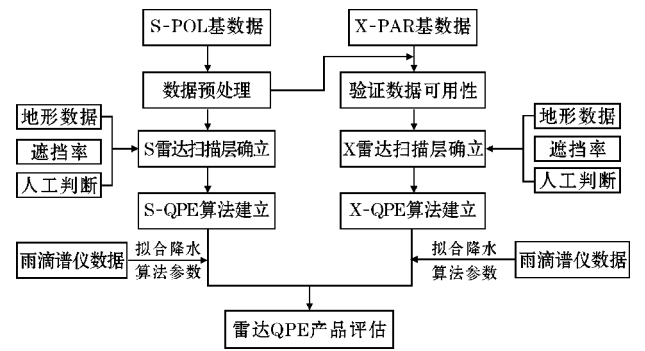 S-POL基数据
X-PAR基数据
数据预处理
验证数据可用性
地形数据
遮挡率
人工判断
S雷达扫描层确立
X雷达扫描层确立
地形数据
遮挡率
人工判断
S-QPE算法建立
X-QPE算法建立
雨滴谱仪数据
拟合降水
算法参数
拟合降水
算法参数
雨滴谱仪数据
雷达QPE产品评估